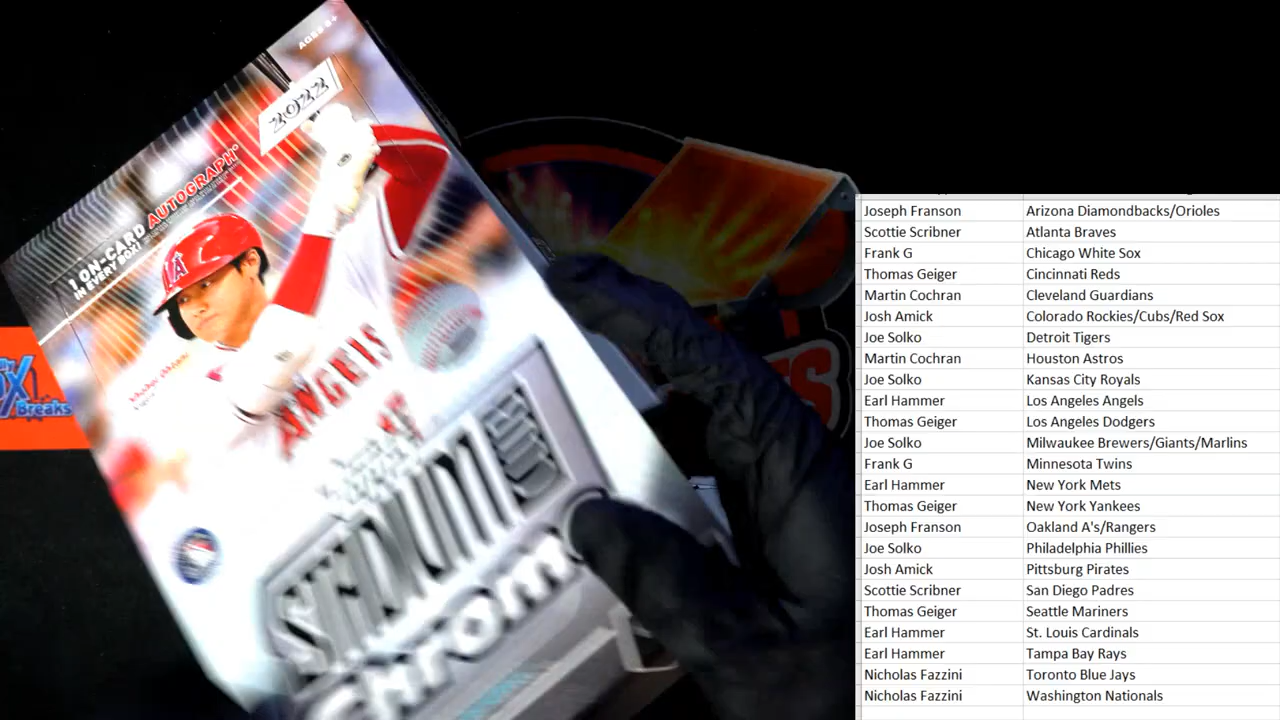 AGES 8+
2022
1 ON-CARD AUTOGRAPH*
IN EVERY BOX!
ANGELS
STADIUM CLUB
Chrome
Breaks
Joseph Franson Arizona Diamondbacks/Orioles
Scottie Scribner Atlanta Braves
Frank G Chicago White Sox
Thomas Geiger Cincinnati Reds
Martin Cochran Cleveland Guardians
Josh Amick Colorado Rockies/Cubs/Red Sox
Joe Solko Detroit Tigers
Martin Cochran Houston Astros
Joe Solko Kansas City Royals
Earl Hammer Los Angeles Angels
Thomas Geiger Los Angeles Dodgers
Joe Solko Milwaukee Brewers/Giants/Marlins
Frank G Minnesota Twins
Earl Hammer New York Mets
Thomas Geiger New York Yankees
Joseph Franson Oakland A's/Rangers
Joe Solko Philadelphia Phillies
Josh Amick Pittsburg Pirates
Scottie Scribner San Diego Padres
Thomas Geiger Seattle Mariners
Earl Hammer St. Louis Cardinals
Earl Hammer Tampa Bay Rays
Nicholas Fazzini Toronto Blue Jays
Nicholas Fazzini Washington Nationals